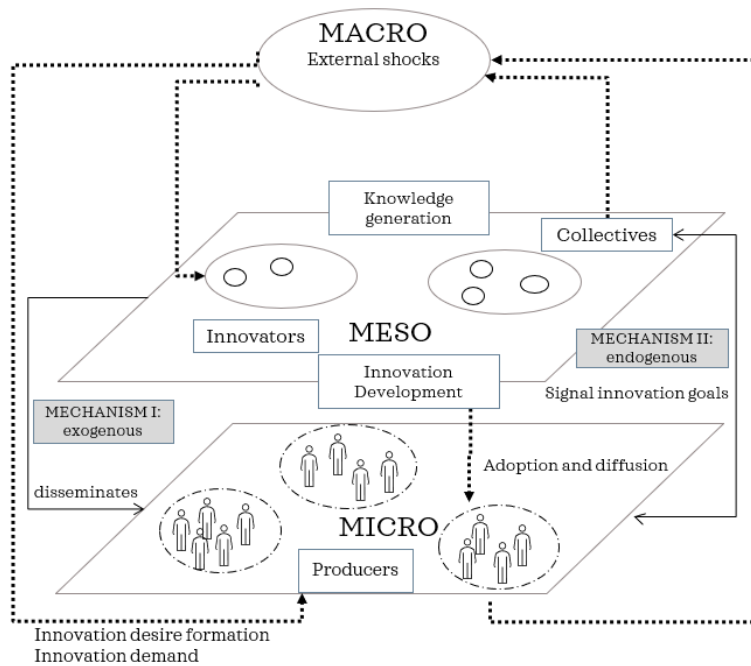 MACRO
External shocks
Knowledge
generation
Collectives
Innovators
MESO
MECHANISM II:
endogenous
Innovation
Development
Signal innovation goals
MECHANISM I:
exogenous
Adoption and diffusion
disseminates
MICRO
Producers
Innovation desire formation
Innovation demand